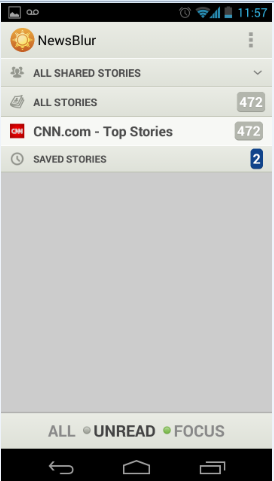 11:57
NewsBlur
ALL SHARED STORIES
ALL STORIES 472
CNN CNN.com - Top Stories 472
SAVED STORIES 2
ALL UNREAD FOCUS